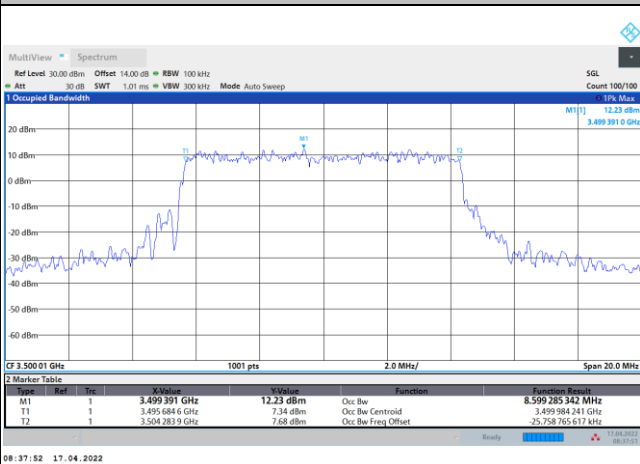 MultiView Spectrum
Ref Level 30.00 dBm Offset 14.00 dB RBW 100 kHz SGL
Att 30 dB SWT 1.01 ms VBW 300 kHz Mode Auto Sweep Count 100/100
1 Occupied Bandwidth 1Pk Max
M1[1] 12.23 dBm
3.499 391 0 GHz
20 dBm
M1
T1 T2
10 dBm
0 dBm
-10 dBm
-20 dBm
-30 dBm
-40 dBm
-50 dBm
-60 dBm
CF 3.500 01 GHz 1001 pts 2.0 MHz/ Span 20.0 MHz
2 Marker Table
Type Ref Trc X-Value Y-Value Function Function Result
M1 1 3.499 391 GHz 12.23 dBm Occ Bw 8.599 285 342 MHz
T1 1 3.495 684 6 GHz 7.34 dBm Occ Bw Centroid 3.499 984 241 GHz
T2 1 3.504 283 9 GHz 7.68 dBm Occ Bw Freq Offset -25.758 765 617 kHz
Ready 17.04.2022
08:37:51
08:37:52 17.04.2022